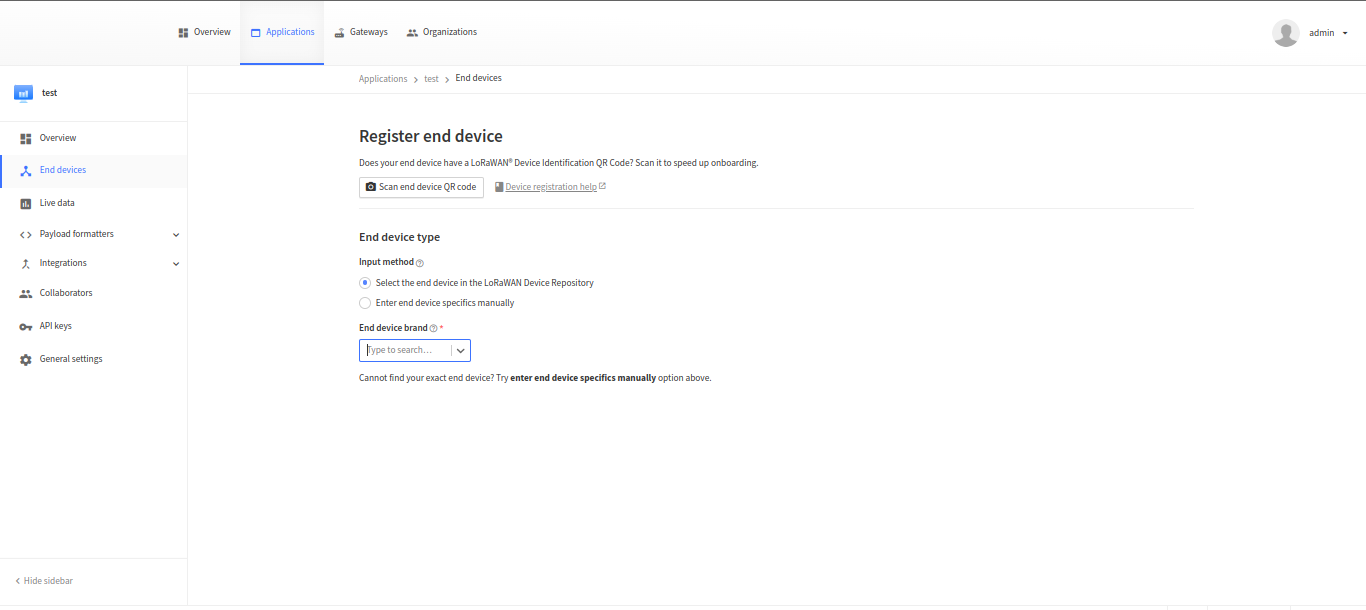 Overview Applications Gateways Organizations admin
test
Applications > test > End devices
Overview
End devices
Live data
Payload formatters
Integrations
Collaborators
API keys
General settings
Hide sidebar
Register end device
Does your end device have a LoRaWAN® Device Identification QR Code? Scan it to speed up onboarding.
Scan end device QR code Device registration help
End device type
Input method
Select the end device in the LoRaWAN Device Repository
Enter end device specifics manually
End device brand *
Type to search...
Cannot find your exact end device? Try enter end device specifics manually option above.